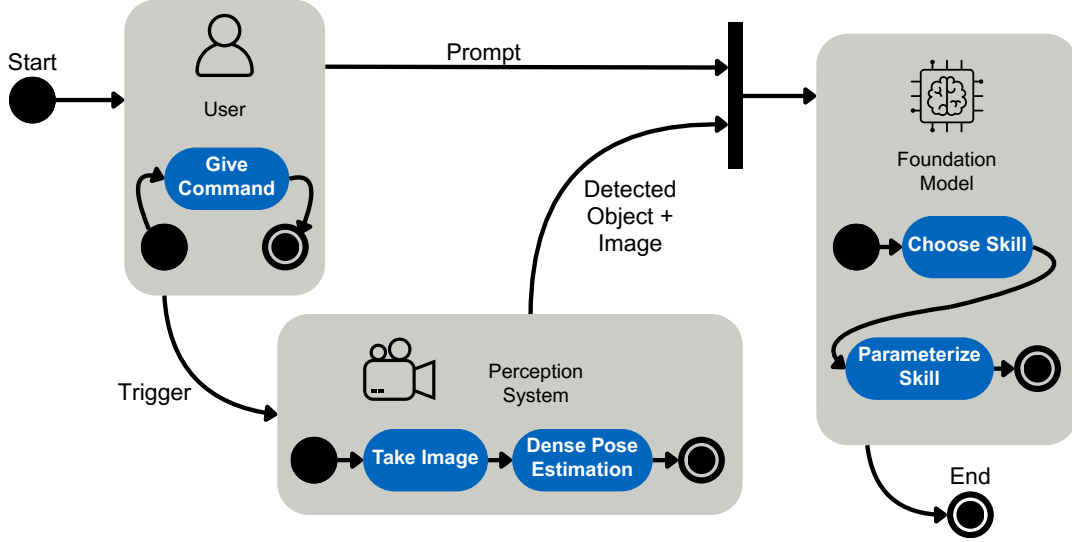 Start
User
Give
Command
Prompt
Trigger
Perception
System
Take Image
Dense Pose
Estimation
Detected
Object +
Image
Foundation
Model
Choose Skill
Parameterize
Skill
End